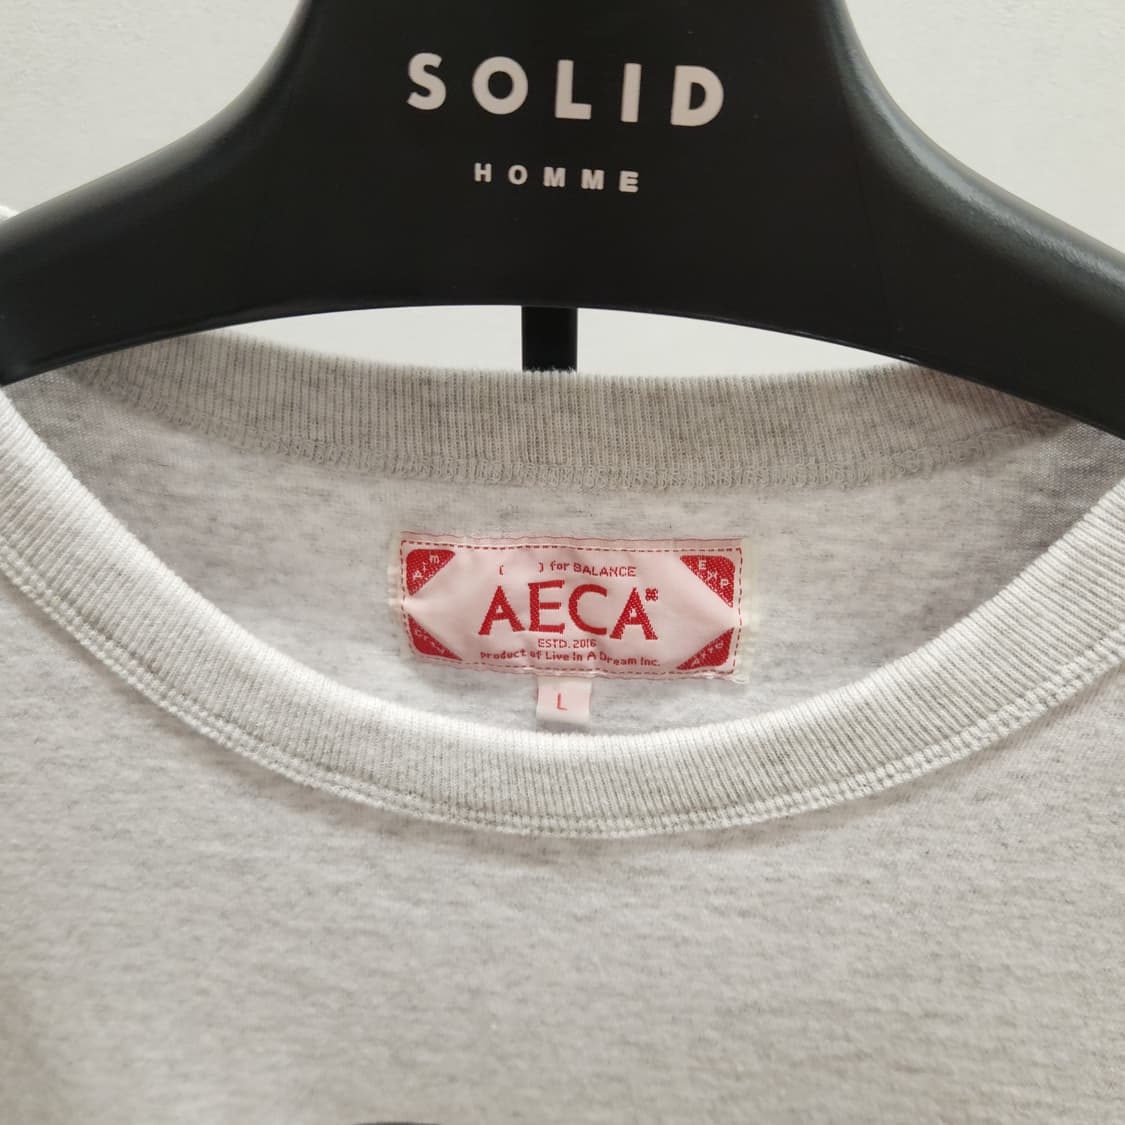 SOLID
HOMME
( ) for BALANCE
AECA
ESTD. 2016
product of Live in A Dream Inc.
L